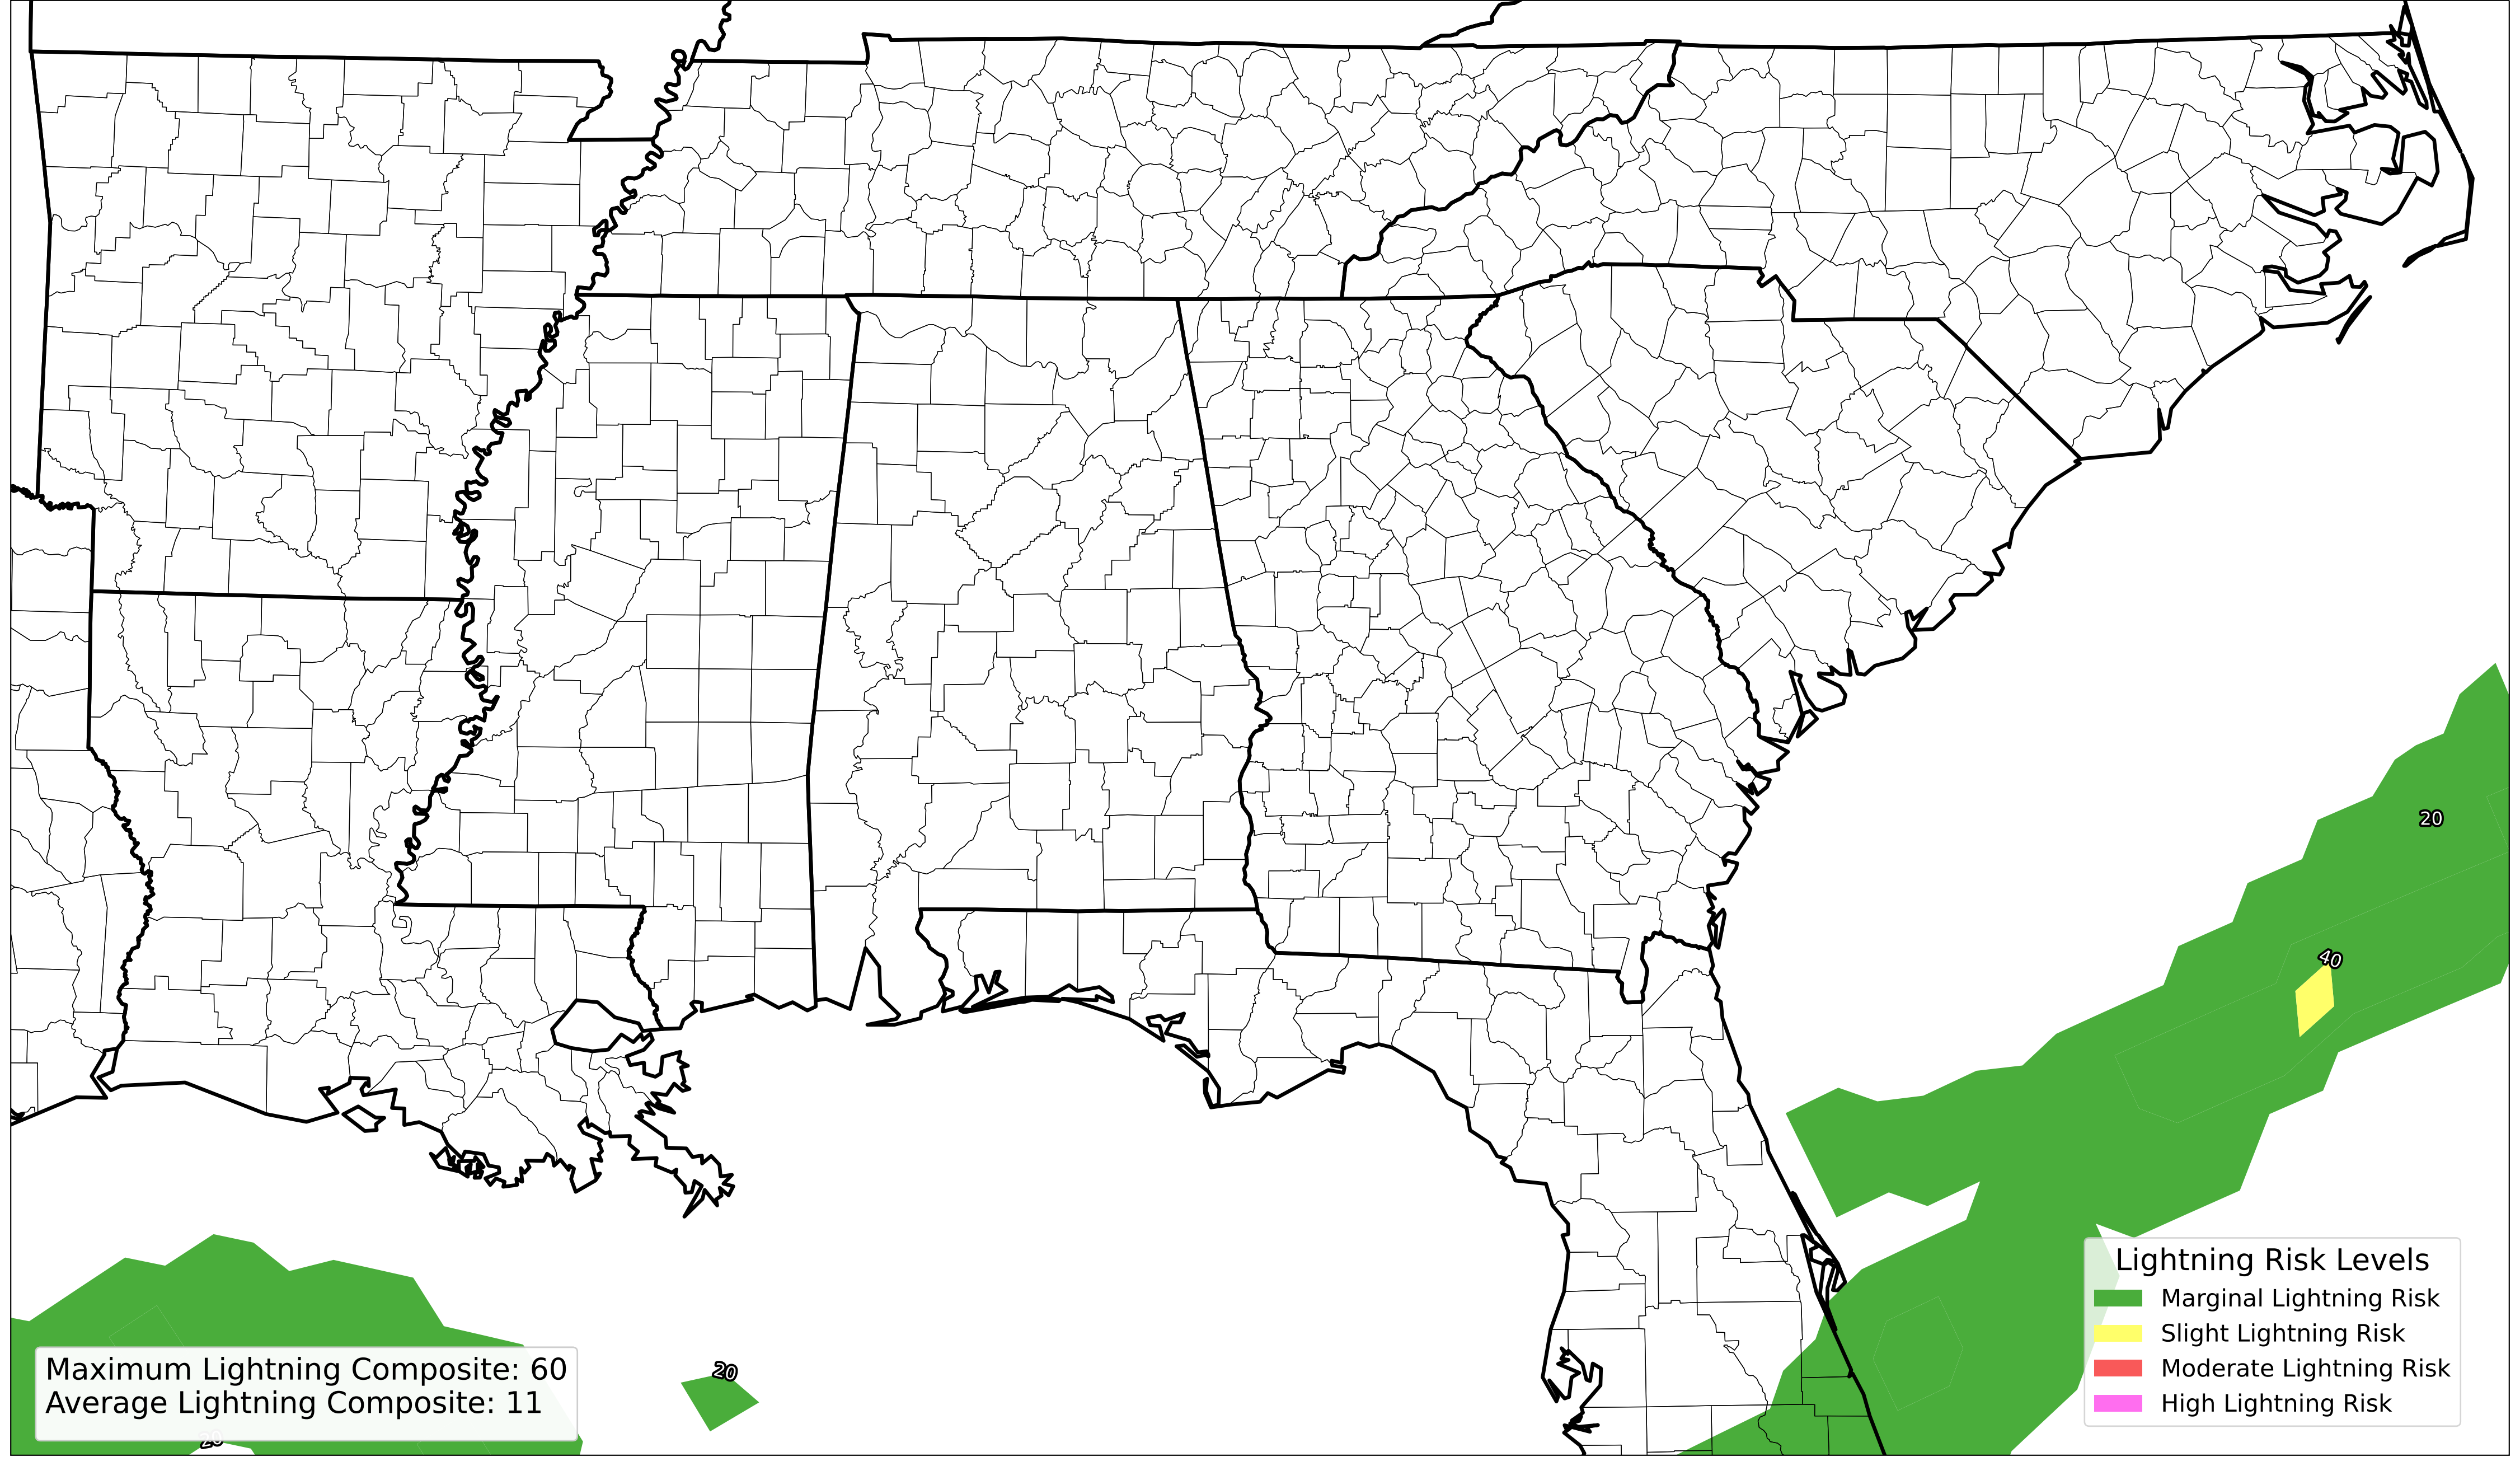 20
40
Lightning Risk Levels
Marginal Lightning Risk
Slight Lightning Risk
Moderate Lightning Risk
High Lightning Risk
Maximum Lightning Composite: 60
Average Lightning Composite: 11
20
20